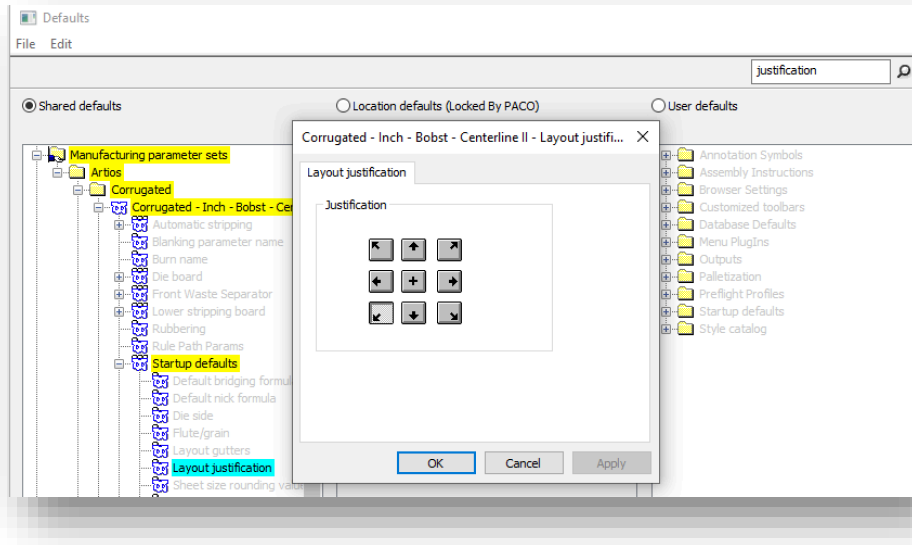 Defaults
File Edit
justification
Shared defaults
Location defaults (Locked By PACO)
User defaults
Manufacturing parameter sets
Artios
Corrugated
Corrugated - Inch - Bobst - Cen
Automatic stripping
Blanking parameter name
Burn name
Die board
Front Waste Separator
Lower stripping board
Rubbering
Rule Path Params
Startup defaults
Default bridging formul
Default nick formula
Die side
Flute/grain
Layout gutters
Layout justification
Sheet size rounding value
Corrugated - Inch - Bobst - Centerline II - Layout justifi...
Layout justification
Justification
OK Cancel Apply
Annotation Symbols
Assembly Instructions
Browser Settings
Customized toolbars
Database Defaults
Menu PlugIns
Outputs
Palletization
Preflight Profiles
Startup defaults
Style catalog